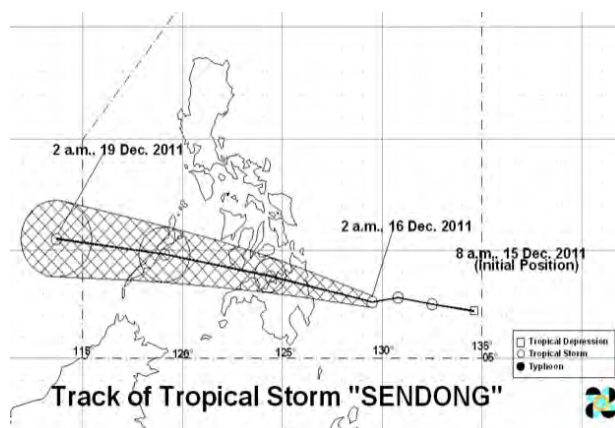 2 a.m., 19 Dec. 2011
2 a.m., 16 Dec. 2011
8 a.m., 15 Dec. 2011
(Initial Position)
115 120° 125° 130° 135°
05°
Tropical Depression
Tropical Storm
Typhoon
Track of Tropical Storm "SENDONG"